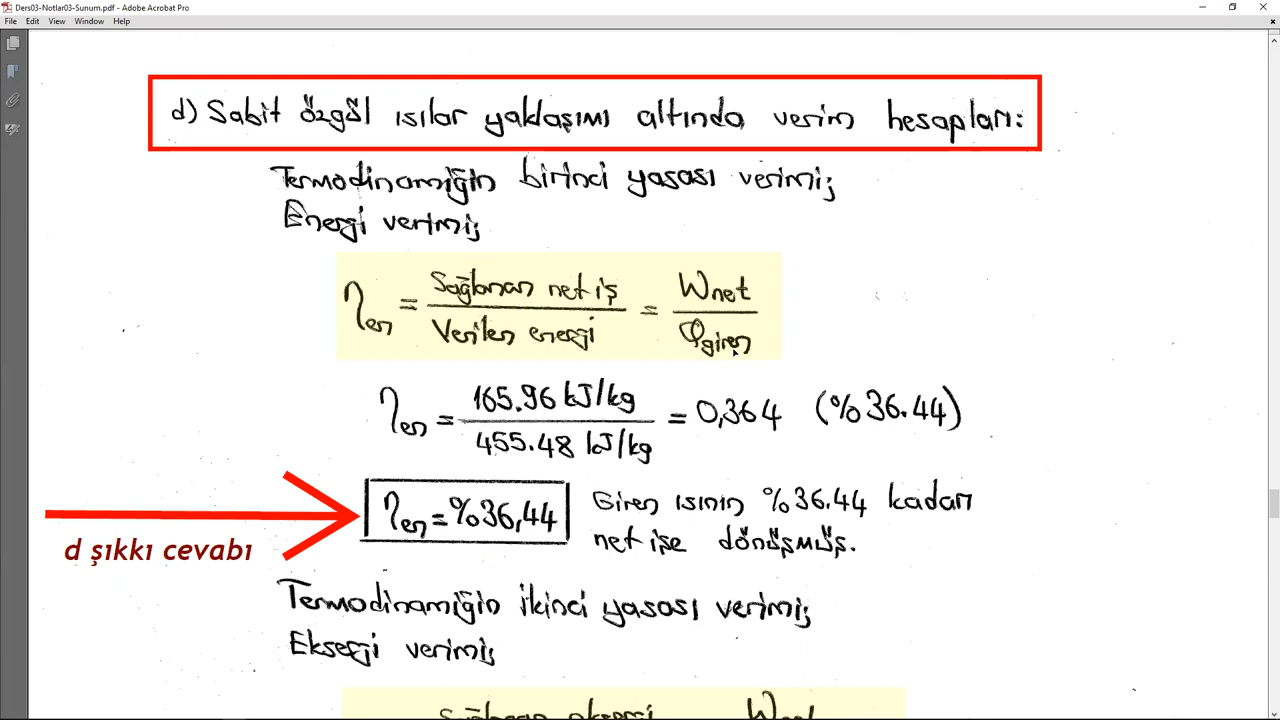 Ders03-Notlar03-Sunum.pdf - Adobe Acrobat Pro
File Edit View Window Help
d) Sabit özgül ısılar yaklaşımı altında verim hesapları:
Termodinamiğin birinci yasası verimi;
Energi verimi;
ηen = Sağlanan net iş / Verilen energi = Wnet / Qgiren
ηen = 165.96 kJ/kg / 455.48 kJ/kg = 0,364 (%36.44)
ηen = %36,44
Giren ısının %36.44 kadarı
net işe dönüşmüş.
d şıkkı cevabı
Termodinamiğin ikinci yasası verimi;
Ekserji verimi;
Wnet